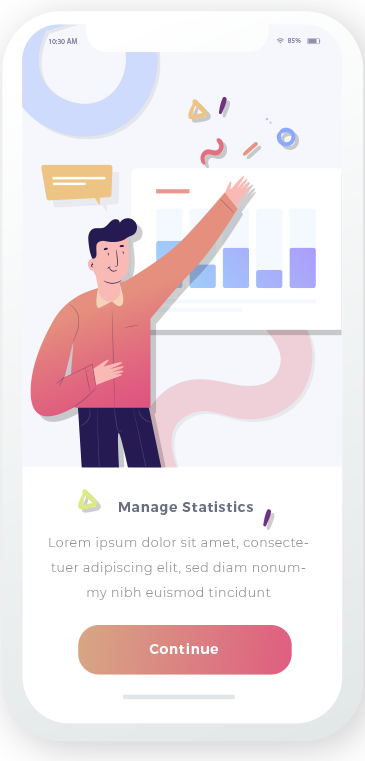 10:30 AM
85%
Manage Statistics
Lorem ipsum dolor sit amet, consecte-
tuer adipiscing elit, sed diam nonum-
my nibh euismod tincidunt
Continue